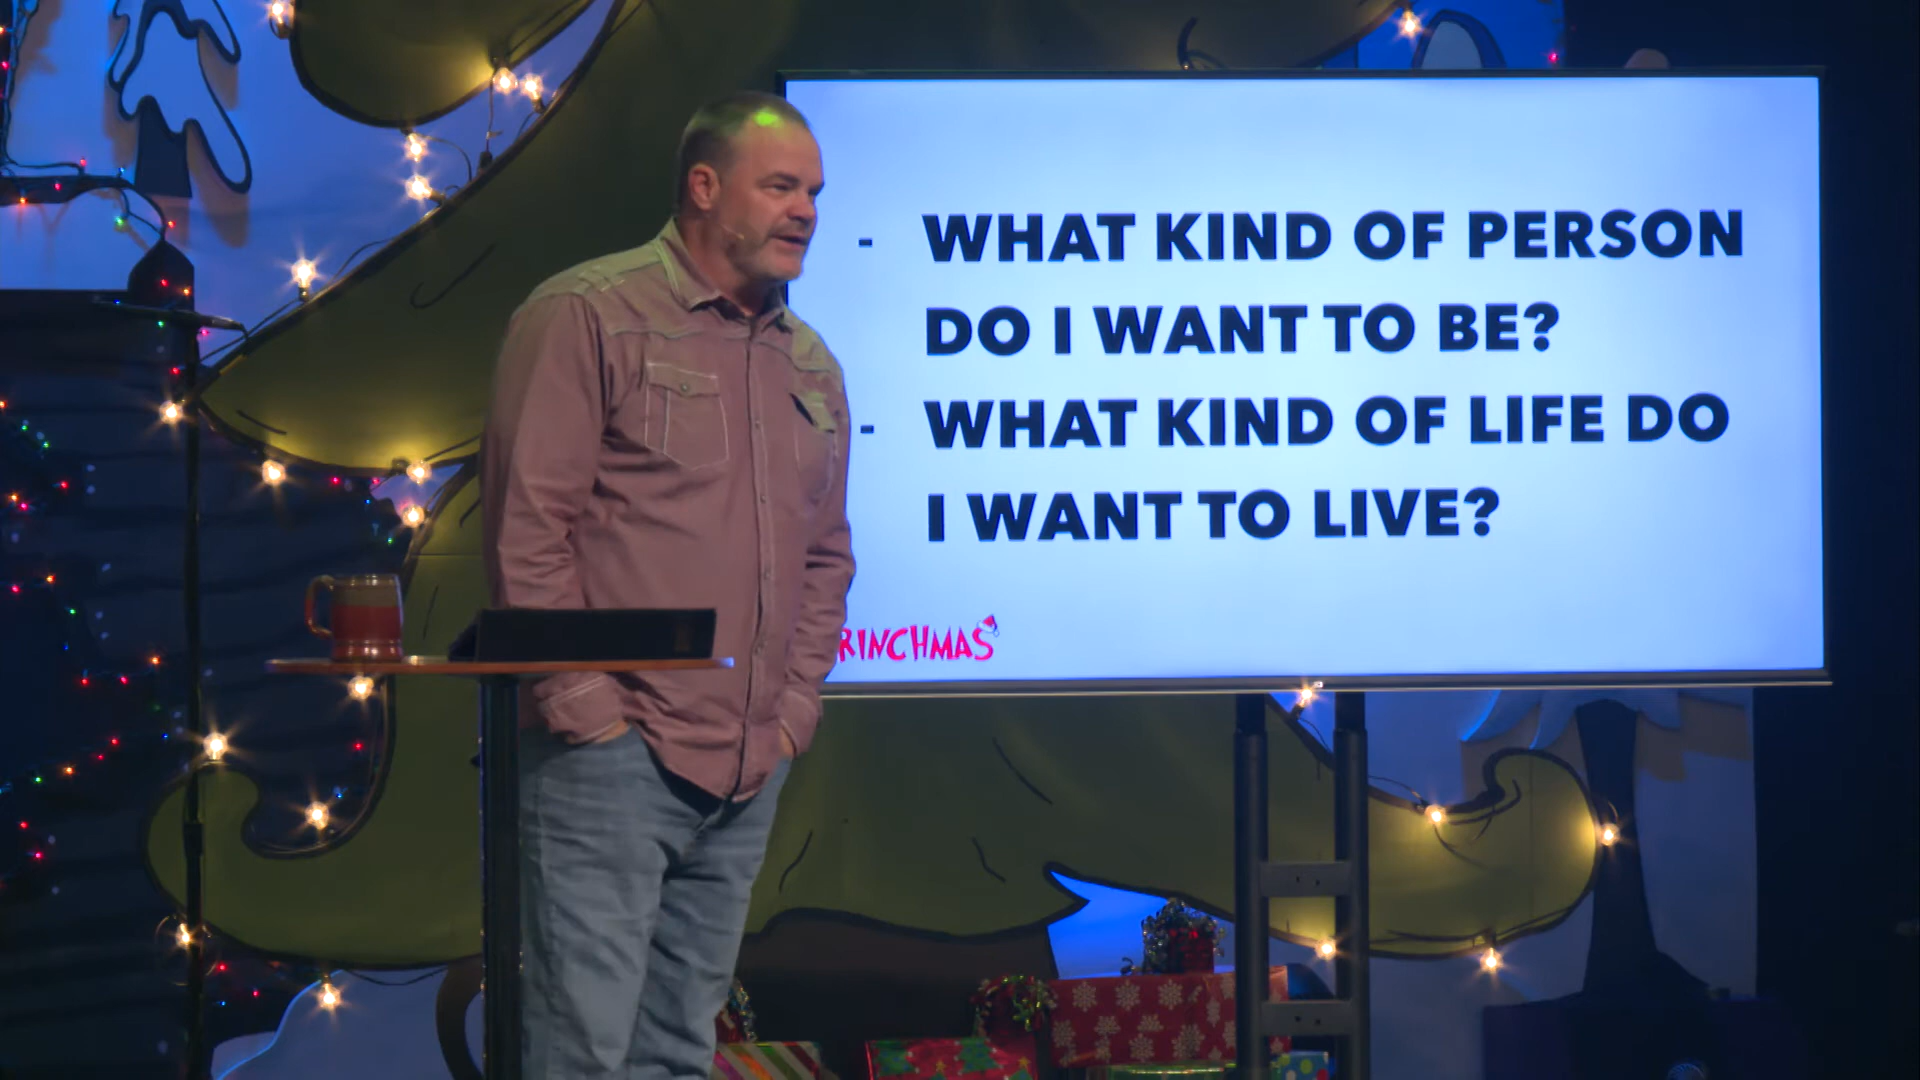 - WHAT KIND OF PERSON
DO I WANT TO BE?
- WHAT KIND OF LIFE DO
I WANT TO LIVE?
RINCHMAS